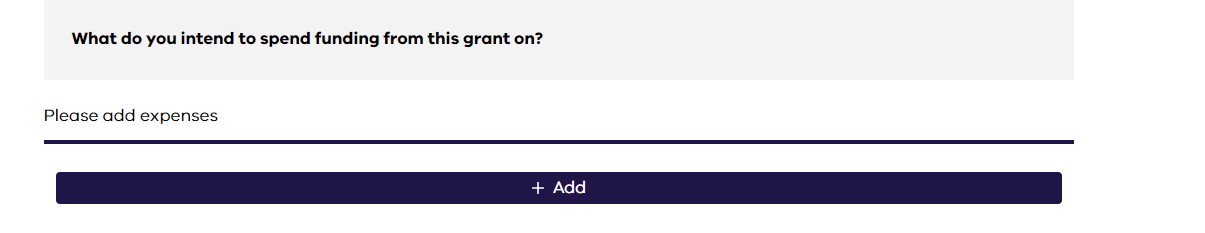 What do you intend to spend funding from this grant on?
Please add expenses
+ Add